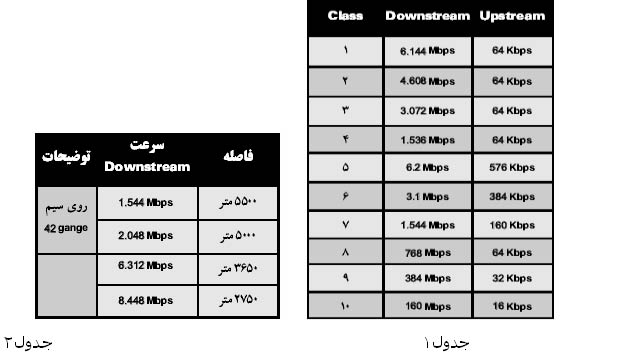 Class Downstream Upstream
۱ 6.144 Mbps 64 Kbps
۲ 4.608 Mbps 64 Kbps
۳ 3.072 Mbps 64 Kbps
۴ 1.536 Mbps 64 Kbps
۵ 6.2 Mbps 576 Kbps
۶ 3.1 Mbps 384 Kbps
۷ 1.544 Mbps 160 Kbps
۸ 768 Mbps 64 Kbps
۹ 384 Mbps 32 Kbps
۱۰ 160 Mbps 16 Kbps
جدول۱
فاصله سرعت Downstream توضیحات
۵۵۰۰ متر 1.544 Mbps روی سیم
۵۰۰۰ متر 2.048 Mbps 42 gange
۳۶۵۰ متر 6.312 Mbps
۲۷۵۰ متر 8.448 Mbps
جدول۲